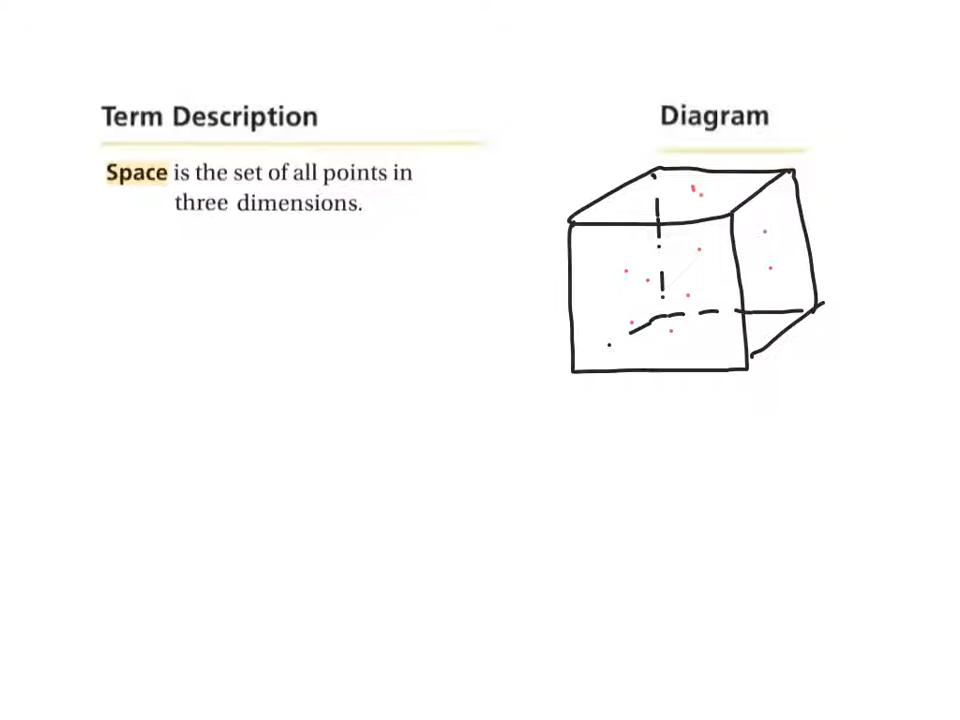 Term Description
Diagram
Space is the set of all points in
three dimensions.